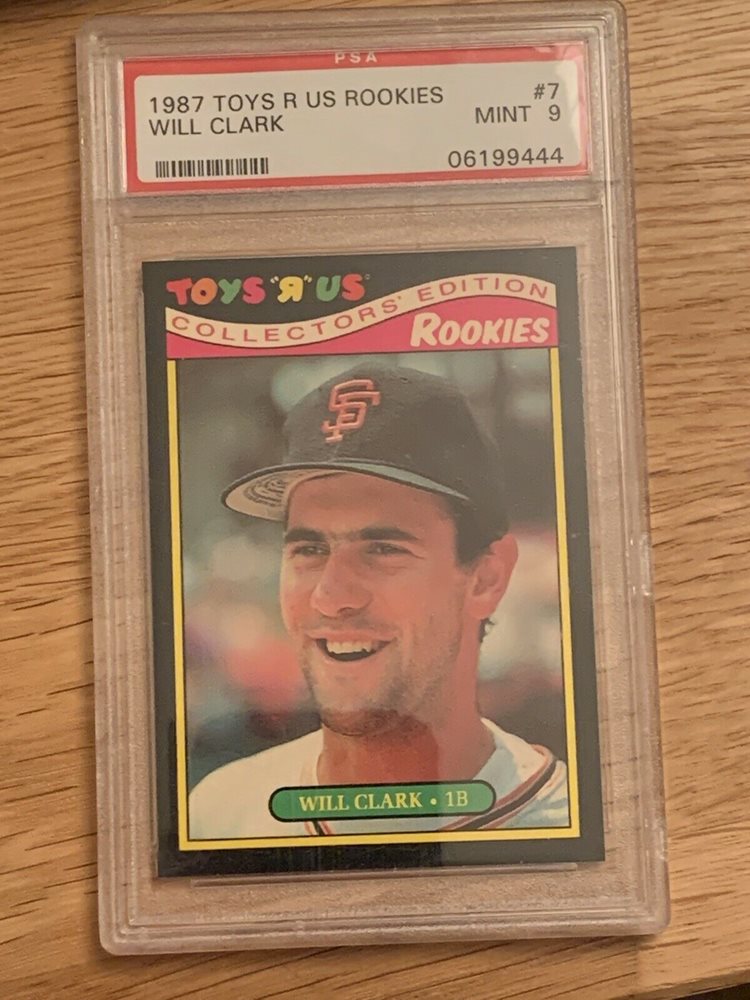 PSA
1987 TOYS R US ROOKIES #7
WILL CLARK MINT 9
06199444
TOYS "R" US
COLLECTORS' EDITION
ROOKIES
SF
WILL CLARK • 1B